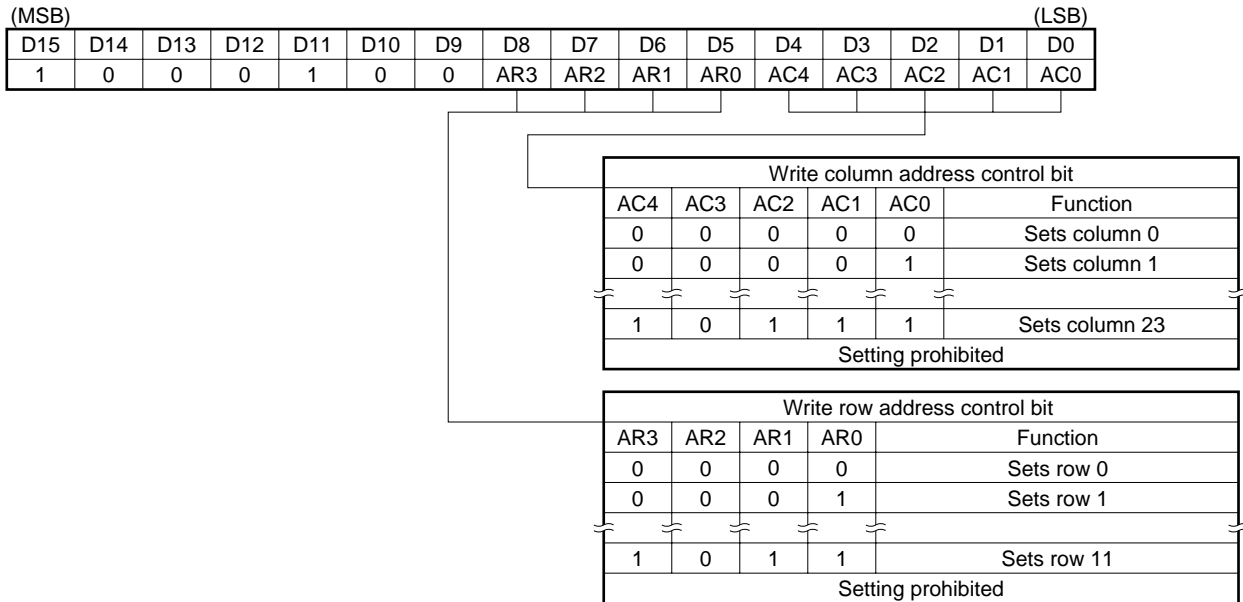 (MSB) (LSB)
D15 D14 D13 D12 D11 D10 D9 D8 D7 D6 D5 D4 D3 D2 D1 D0
1 0 0 0 1 0 0 AR3 AR2 AR1 AR0 AC4 AC3 AC2 AC1 AC0
Write column address control bit
AC4 AC3 AC2 AC1 AC0 Function
0 0 0 0 0 Sets column 0
0 0 0 0 1 Sets column 1
1 0 1 1 1 Sets column 23
Setting prohibited
Write row address control bit
AR3 AR2 AR1 AR0 Function
0 0 0 0 Sets row 0
0 0 0 1 Sets row 1
1 0 1 1 Sets row 11
Setting prohibited